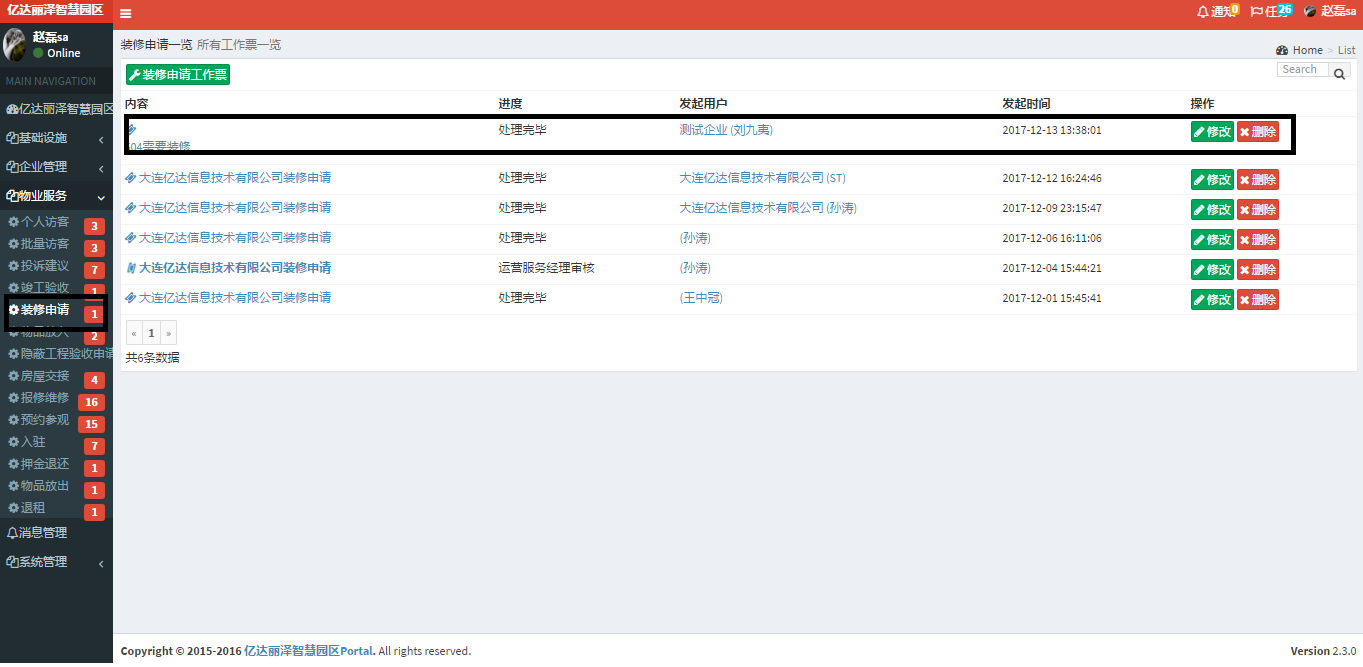 亿达丽泽智慧园区
通知 0
任务 26
赵磊sa
赵磊sa
Online
MAIN NAVIGATION
亿达丽泽智慧园区
基础设施
企业管理
物业服务
个人访客 3
批量访客 3
投诉建议 7
竣工验收 1
装修申请 1
物品放入 2
隐蔽工程验收申请
房屋交接 4
报修维修 16
预约参观 15
入驻 7
押金退还 1
物品放出 1
退租 1
消息管理
系统管理
装修申请一览 所有工作票一览
Home > List
装修申请工作票
Search
内容 进度 发起用户 发起时间 操作
处理完毕 测试企业 (刘九夷) 2017-12-13 13:38:01 修改 删除
04需要装修
大连亿达信息技术有限公司装修申请 处理完毕 大连亿达信息技术有限公司 (ST) 2017-12-12 16:24:46 修改 删除
大连亿达信息技术有限公司装修申请 处理完毕 大连亿达信息技术有限公司 (孙涛) 2017-12-09 23:15:47 修改 删除
大连亿达信息技术有限公司装修申请 处理完毕 (孙涛) 2017-12-06 16:11:06 修改 删除
大连亿达信息技术有限公司装修申请 运营服务经理审核 (孙涛) 2017-12-04 15:44:21 修改 删除
大连亿达信息技术有限公司装修申请 处理完毕 (王中冠) 2017-12-01 15:45:41 修改 删除
« 1 »
共6条数据
Copyright © 2015-2016 亿达丽泽智慧园区Portal. All rights reserved.
Version 2.3.0